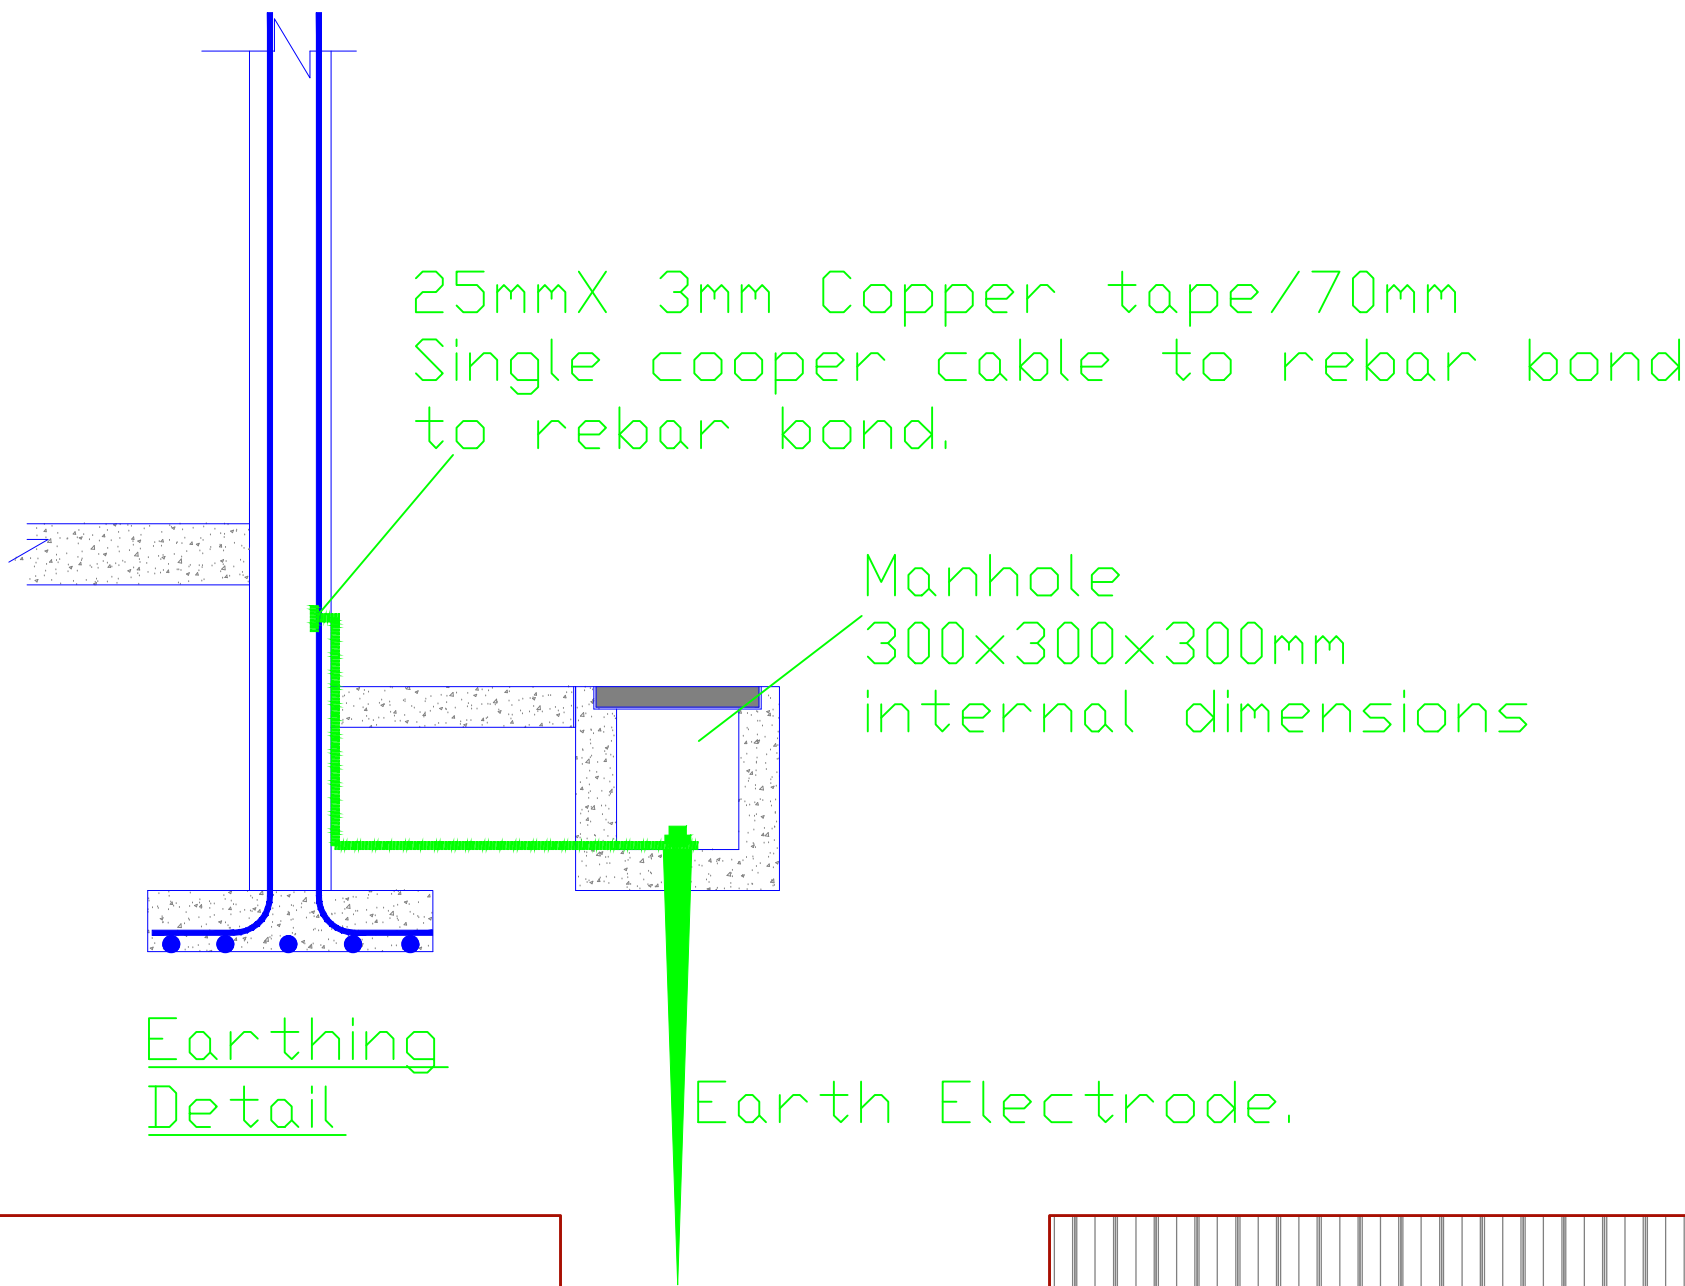 25mmX 3mm Copper tape/70mm
Single cooper cable to rebar bond
to rebar bond.
Manhole
300x300x300mm
internal dimensions
Earthing
Detail
Earth Electrode.